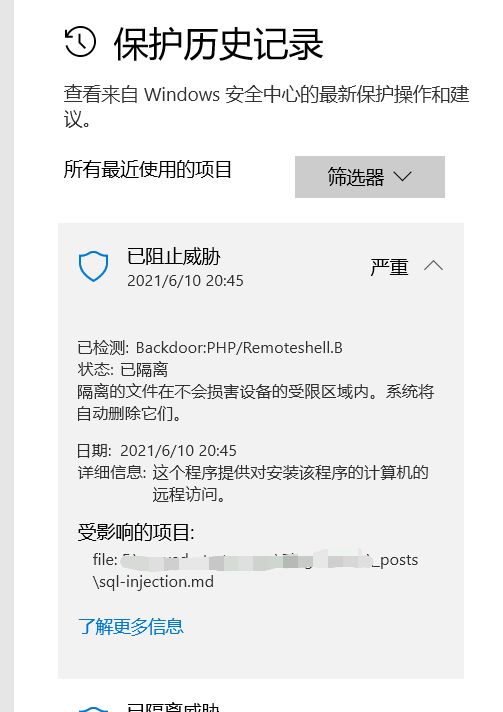 保护历史记录
查看来自 Windows 安全中心的最新保护操作和建
议。
所有最近使用的项目
筛选器
已阻止威胁
2021/6/10 20:45
严重
已检测: Backdoor:PHP/Remoteshell.B
状态: 已隔离
隔离的文件在不会损害设备的受限区域内。系统将
自动删除它们。
日期: 2021/6/10 20:45
详细信息: 这个程序提供对安装该程序的计算机的
远程访问。
受影响的项目:
file: \_posts
\sql-injection.md
了解更多信息
已隔离威胁